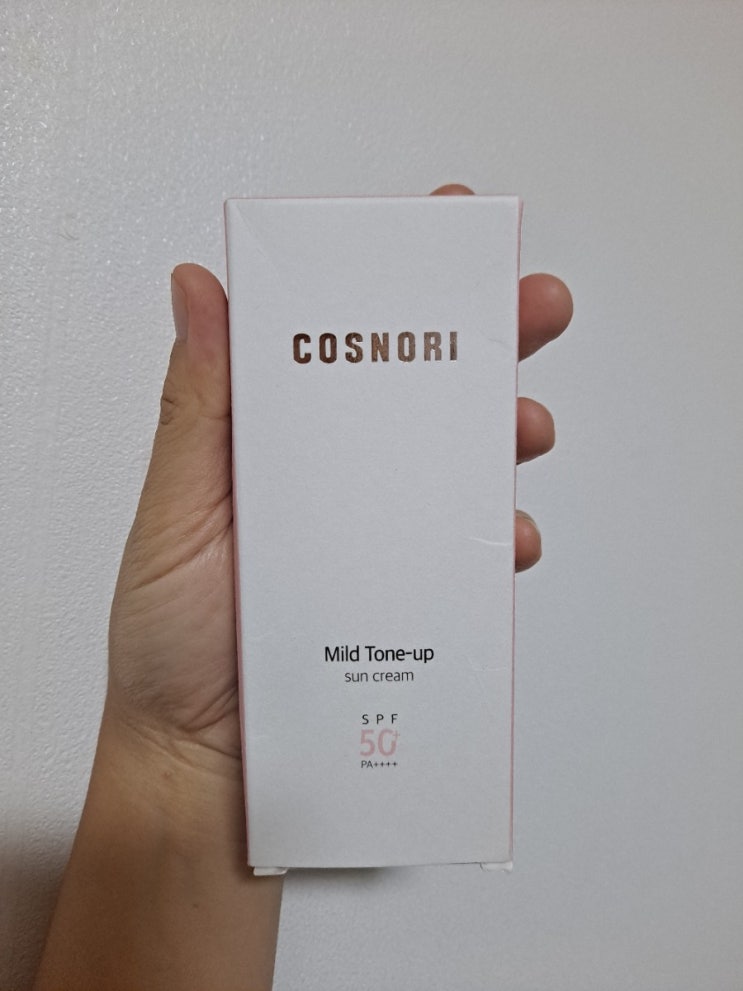 COSNORI
Mild Tone-up
sun cream
SPF
50+
PA++++